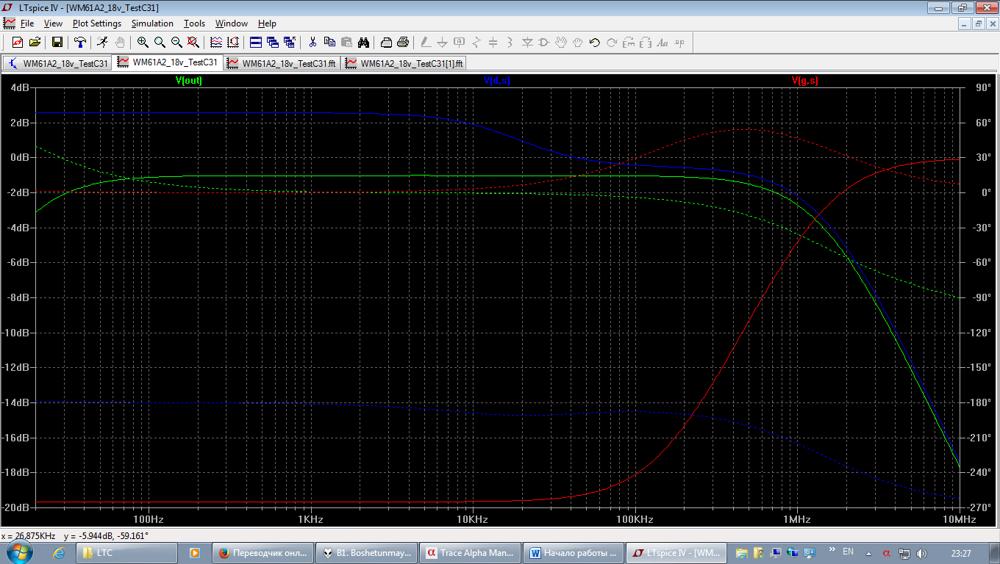 LTspice IV - [WM61A2_18v_TestC31]
File View Plot Settings Simulation Tools Window Help
WM61A2_18v_TestC31 WM61A2_18v_TestC31 WM61A2_18v_TestC31.fft WM61A2_18v_TestC31[1].fft
V(out) V(d,s) V(g,s)
4dB 90°
2dB 60°
0dB 30°
-2dB 0°
-4dB -30°
-6dB -60°
-8dB -90°
-10dB -120°
-12dB -150°
-14dB -180°
-16dB -210°
-18dB -240°
-20dB -270°
100Hz 1KHz 10KHz 100KHz 1MHz 10MHz
x = 26.875KHz y = -5.944dB, -59.161°
LTC Переводчик онл... B1. Boshetunmay... Trace Alpha Man... Начало работы ... LTspice IV - [WM... EN 23:27